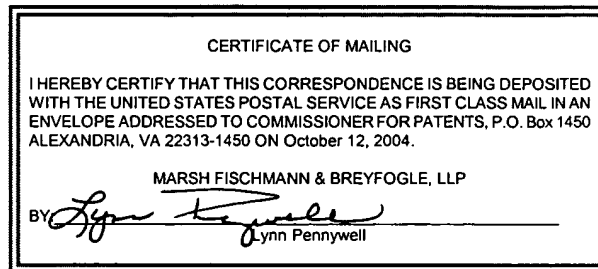 CERTIFICATE OF MAILING
I HEREBY CERTIFY THAT THIS CORRESPONDENCE IS BEING DEPOSITED
WITH THE UNITED STATES POSTAL SERVICE AS FIRST CLASS MAIL IN AN
ENVELOPE ADDRESSED TO COMMISSIONER FOR PATENTS, P.O. Box 1450
ALEXANDRIA, VA 22313-1450 ON October 12, 2004.
MARSH FISCHMANN & BREYFOGLE, LLP
BY: Lynn Pennywell
Lynn Pennywell